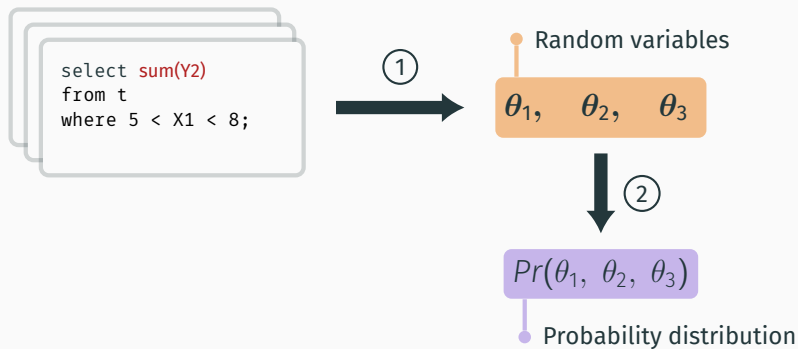 select sum(Y2)
from t
where 5 < X1 < 8;
1
Random variables
θ₁, θ₂, θ₃
2
Pr(θ₁, θ₂, θ₃)
Probability distribution